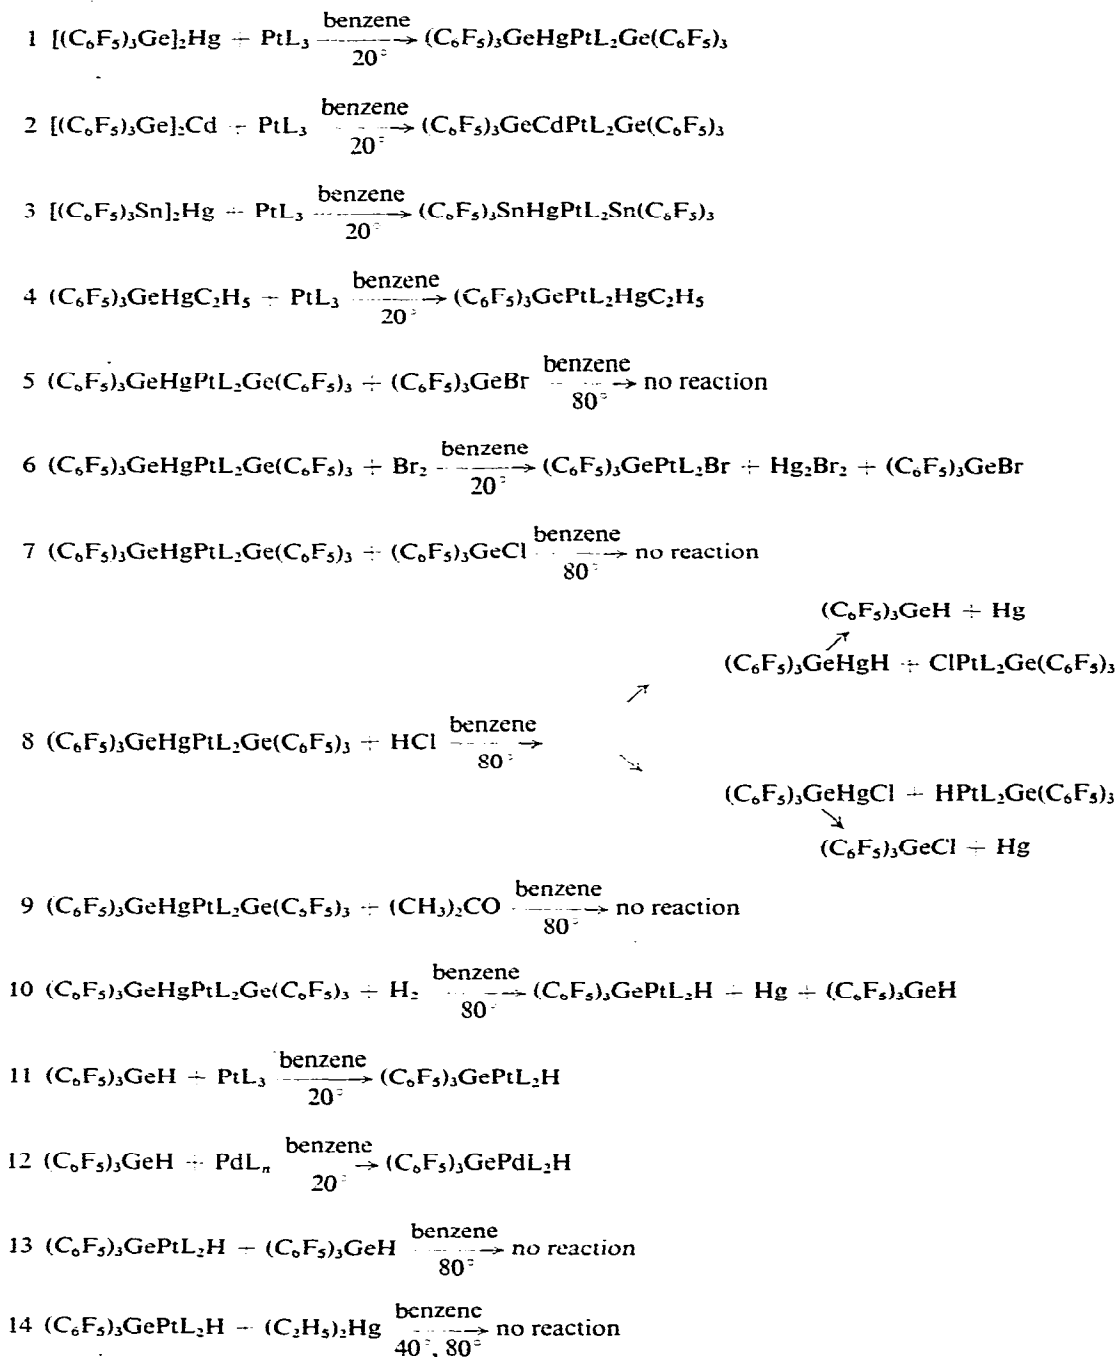 1 [(C₆F₅)₃Ge]₂Hg + PtL₃ benzene 20° → (C₆F₅)₃GeHgPtL₂Ge(C₆F₅)₃
2 [(C₆F₅)₃Ge]₂Cd + PtL₃ benzene 20° → (C₆F₅)₃GeCdPtL₂Ge(C₆F₅)₃
3 [(C₆F₅)₃Sn]₂Hg + PtL₃ benzene 20° → (C₆F₅)₃SnHgPtL₂Sn(C₆F₅)₃
4 (C₆F₅)₃GeHgC₂H₅ + PtL₃ benzene 20° → (C₆F₅)₃GePtL₂HgC₂H₅
5 (C₆F₅)₃GeHgPtL₂Ge(C₆F₅)₃ + (C₆F₅)₃GeBr benzene 80° → no reaction
6 (C₆F₅)₃GeHgPtL₂Ge(C₆F₅)₃ + Br₂ benzene 20° → (C₆F₅)₃GePtL₂Br + Hg₂Br₂ + (C₆F₅)₃GeBr
7 (C₆F₅)₃GeHgPtL₂Ge(C₆F₅)₃ + (C₆F₅)₃GeCl benzene 80° → no reaction
(C₆F₅)₃GeH + Hg
↗
(C₆F₅)₃GeHgH + ClPtL₂Ge(C₆F₅)₃
↗
8 (C₆F₅)₃GeHgPtL₂Ge(C₆F₅)₃ + HCl benzene 80° →
↘
(C₆F₅)₃GeHgCl + HPtL₂Ge(C₆F₅)₃
↘
(C₆F₅)₃GeCl + Hg
9 (C₆F₅)₃GeHgPtL₂Ge(C₅F₅)₃ + (CH₃)₂CO benzene 80° → no reaction
10 (C₆F₅)₃GeHgPtL₂Ge(C₆F₅)₃ + H₂ benzene 80° → (C₆F₅)₃GePtL₂H + Hg + (C₆F₅)₃GeH
11 (C₆F₅)₃GeH + PtL₃ benzene 20° → (C₆F₅)₃GePtL₂H
12 (C₆F₅)₃GeH + PdLₙ benzene 20° → (C₆F₅)₃GePdL₂H
13 (C₆F₅)₃GePtL₂H + (C₆F₅)₃GeH benzene 80° → no reaction
14 (C₆F₅)₃GePtL₂H + (C₂H₅)₂Hg benzene 40°, 80° → no reaction